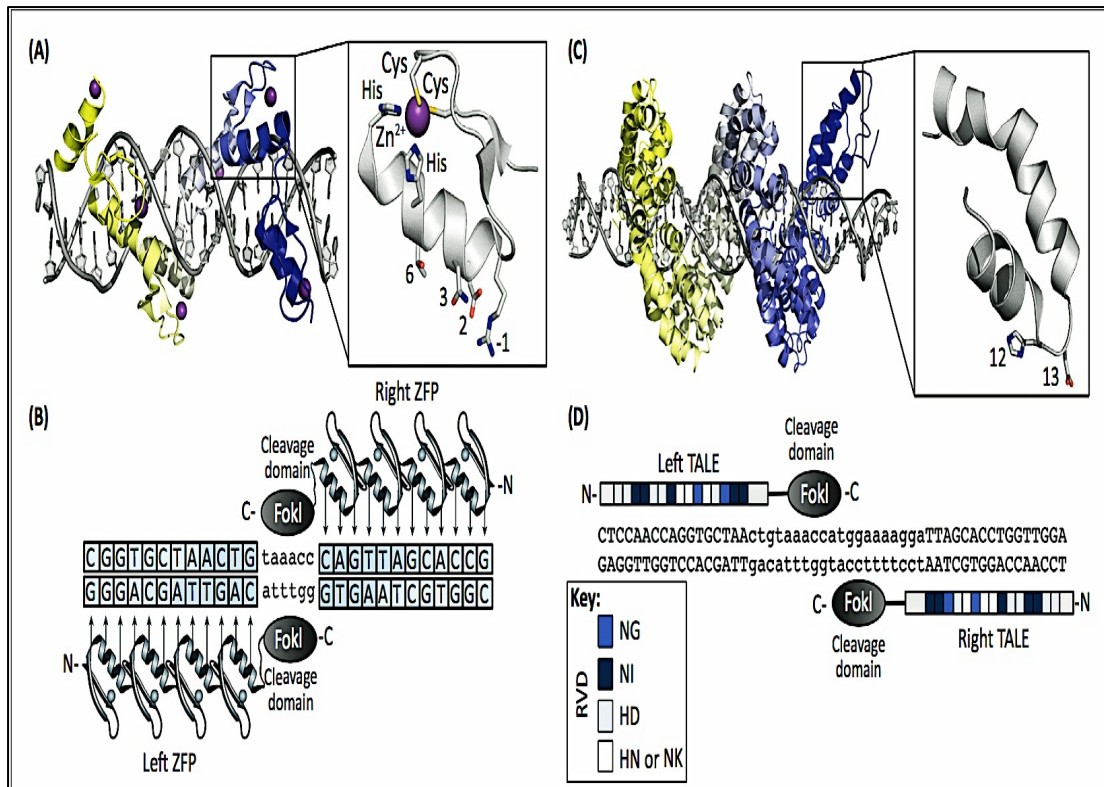 (A)
Cys
Cys
His
Zn2+
His
6
3
2
-1
(B)
Right ZFP
Cleavage
domain
FokI
C-
-N
CGGTGCTAACTG taaacc CAGTTAGCACCG
GGGACGATTGAC atttgg GTGAATCGTGGC
FokI
-C
N-
Cleavage
domain
Left ZFP
(C)
12
13
(D)
Cleavage
domain
Left TALE
N-
FokI
-C
CTCCAACCAGGTGCTAActgtaaaccatggaaaaggaTTAGCACCTGGTTGGA
GAGGTTGGTCCACGATTgacatttggtaccttttcctAATCGTGGACCAACCT
C-
FokI
-N
Cleavage
domain
Right TALE
Key:
RVD
NG
NI
HD
HN or NK